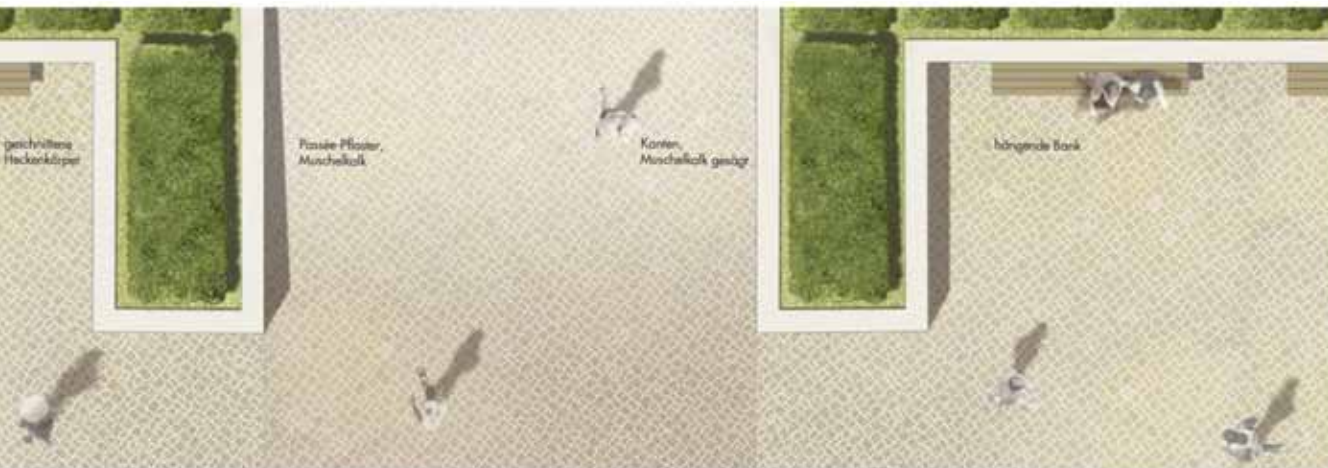 geschnittene
Heckenkörper
Passée-Pflaster,
Muschelkalk
Kanten,
Muschelkalk gesägt
hängende Bank